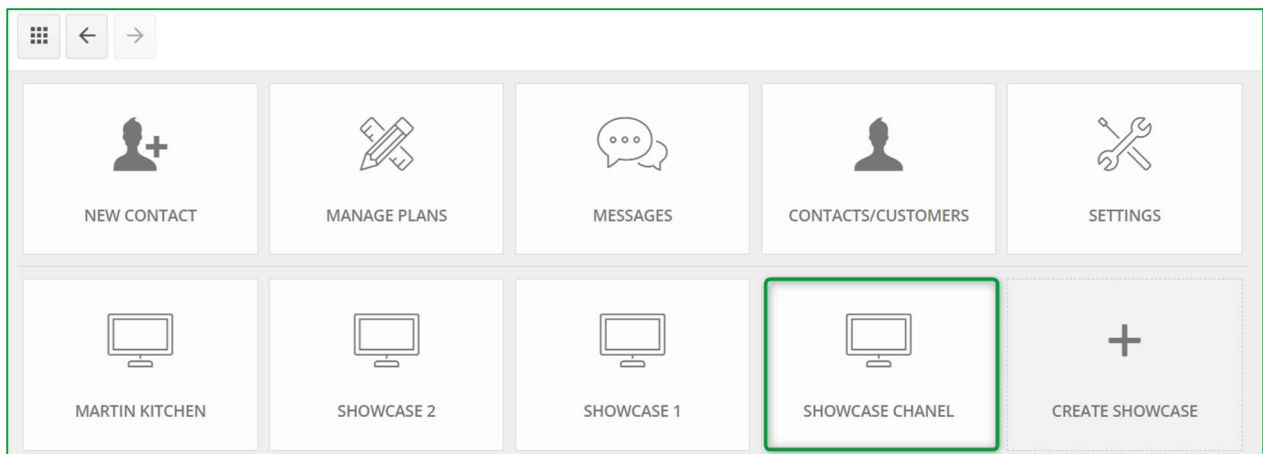 NEW CONTACT
MANAGE PLANS
MESSAGES
CONTACTS/CUSTOMERS
SETTINGS
MARTIN KITCHEN
SHOWCASE 2
SHOWCASE 1
SHOWCASE CHANEL
CREATE SHOWCASE